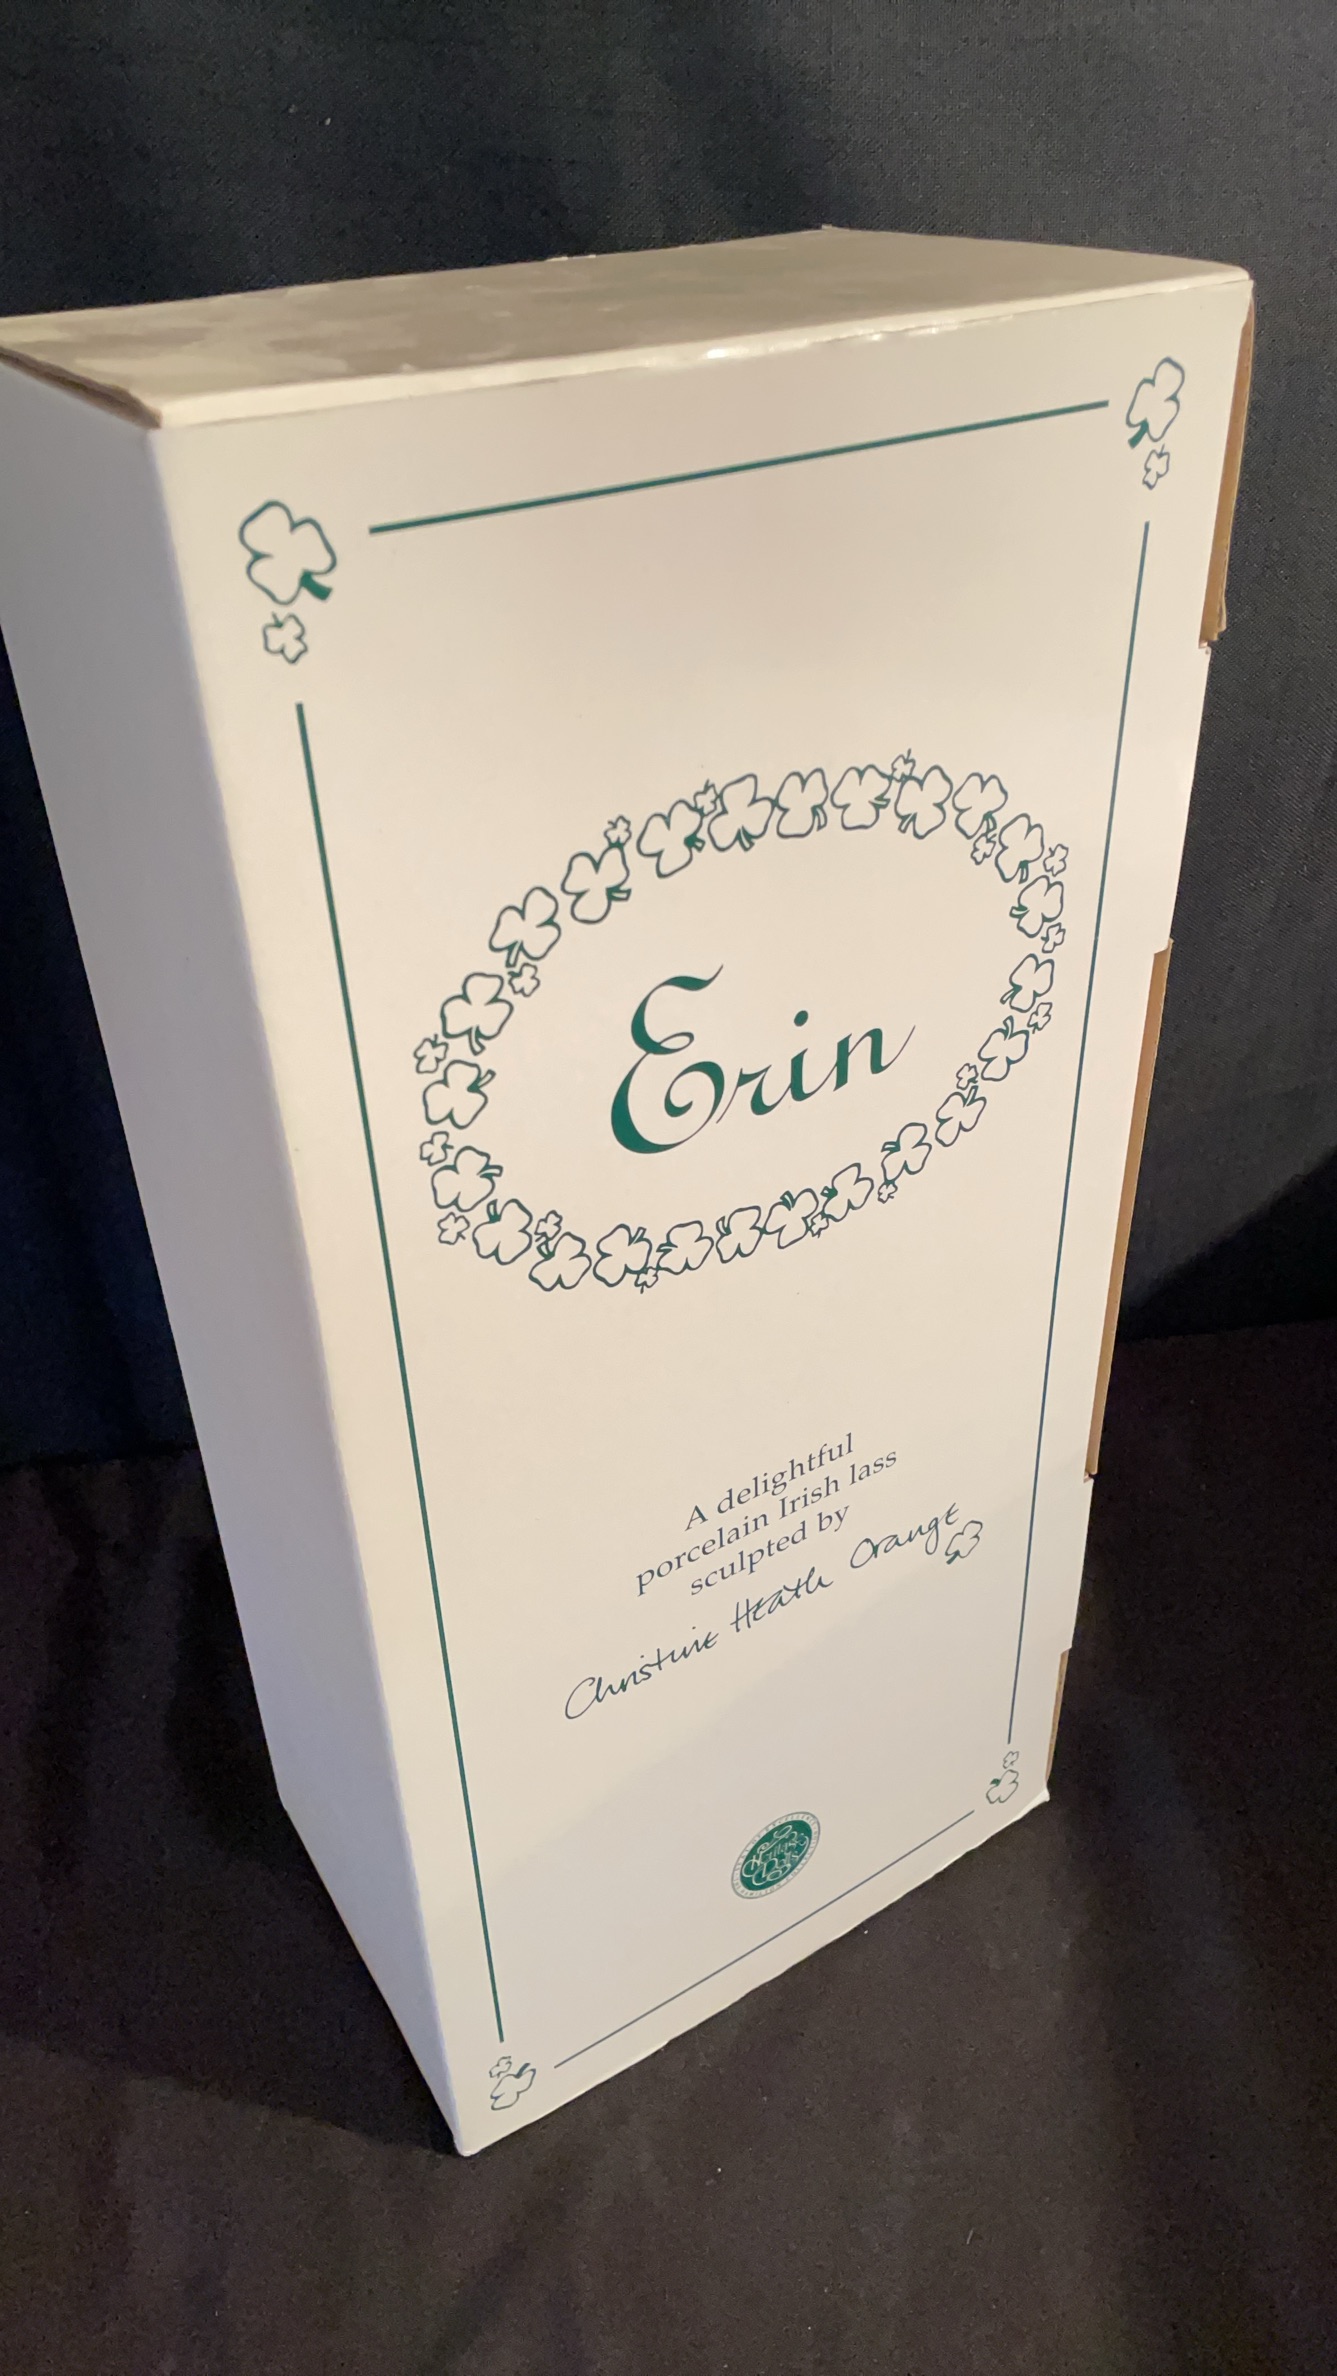 Erin
A delightful
porcelain Irish lass
sculpted by
Christine Heath Orange